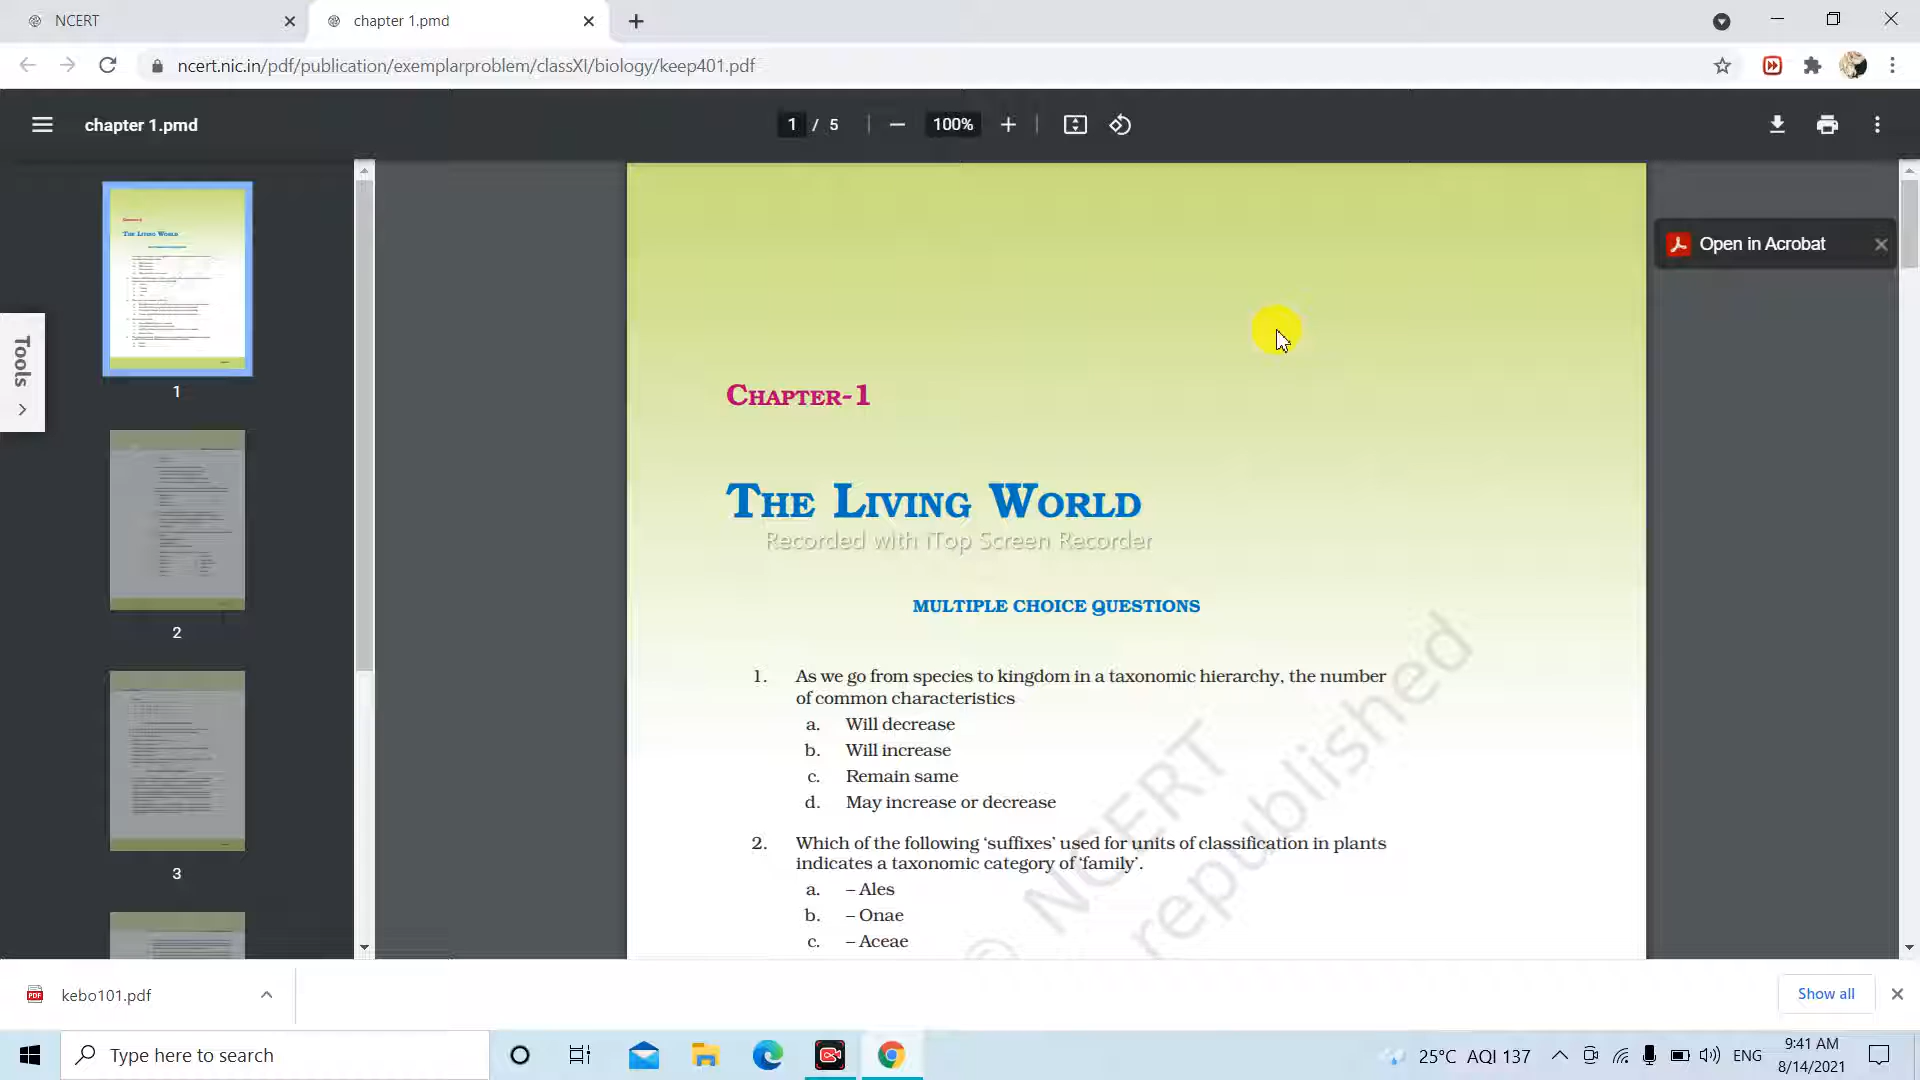 NCERT
chapter 1.pmd
ncert.nic.in/pdf/publication/exemplarproblem/classXI/biology/keep401.pdf
chapter 1.pmd
1 / 5
100%
Open in Acrobat
Tools
THE LIVING WORLD
1
2
3
CHAPTER-1
THE LIVING WORLD
Recorded with iTop Screen Recorder
MULTIPLE CHOICE QUESTIONS
1. As we go from species to kingdom in a taxonomic hierarchy, the number
of common characteristics
a. Will decrease
b. Will increase
c. Remain same
d. May increase or decrease
2. Which of the following ‘suffixes’ used for units of classification in plants
indicates a taxonomic category of ‘family’.
a. – Ales
b. – Onae
c. – Aceae
© NCERT
republished
kebo101.pdf
Show all
Type here to search
25°C AQI 137
ENG
9:41 AM
8/14/2021